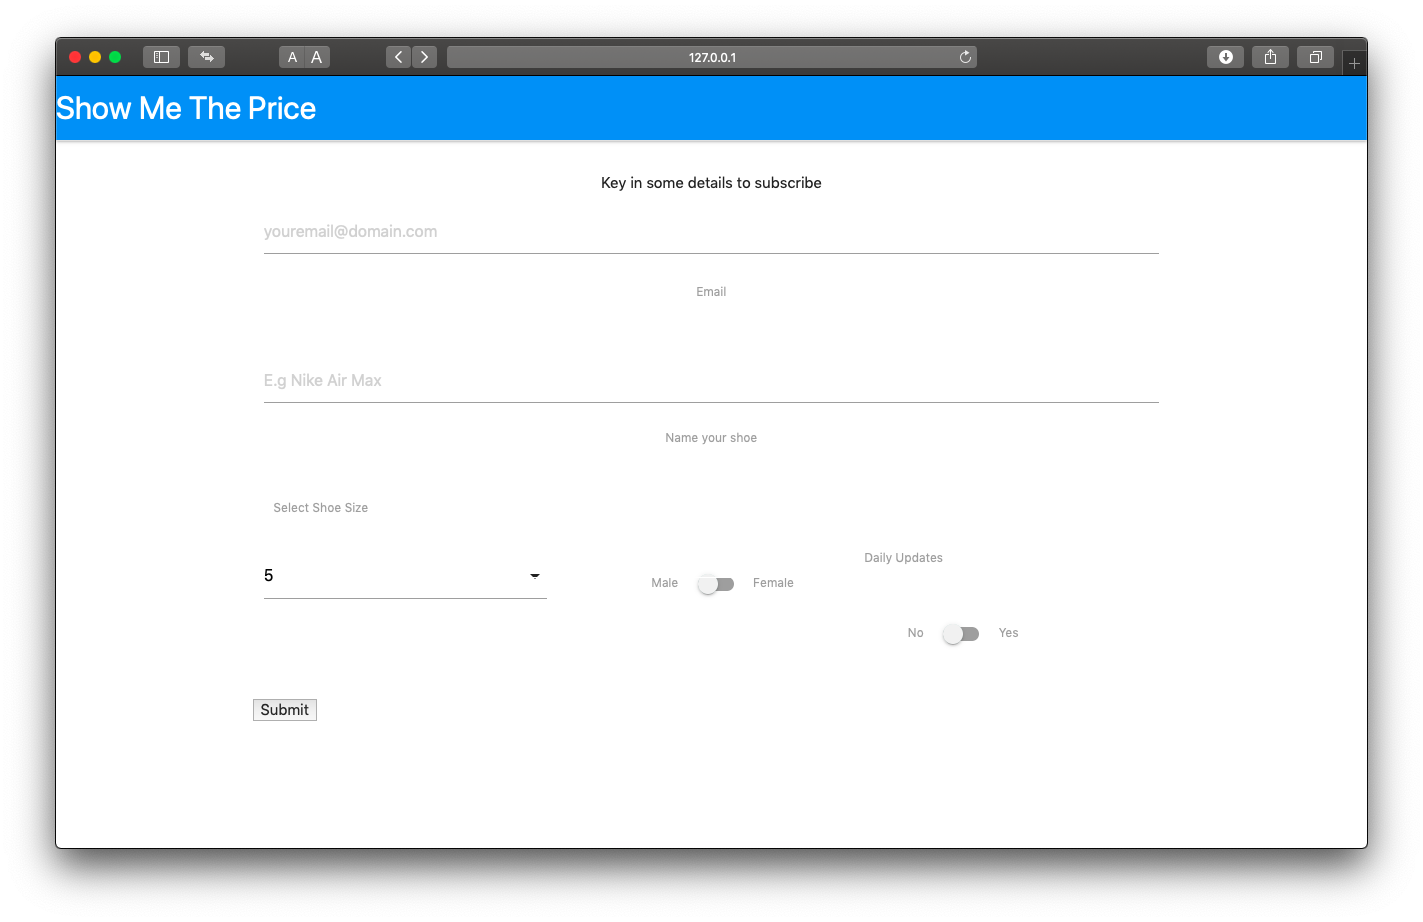 A A
127.0.0.1
Show Me The Price
Key in some details to subscribe
youremail@domain.com
Email
E.g Nike Air Max
Name your shoe
Select Shoe Size
5
Male Female
Daily Updates
No Yes
Submit